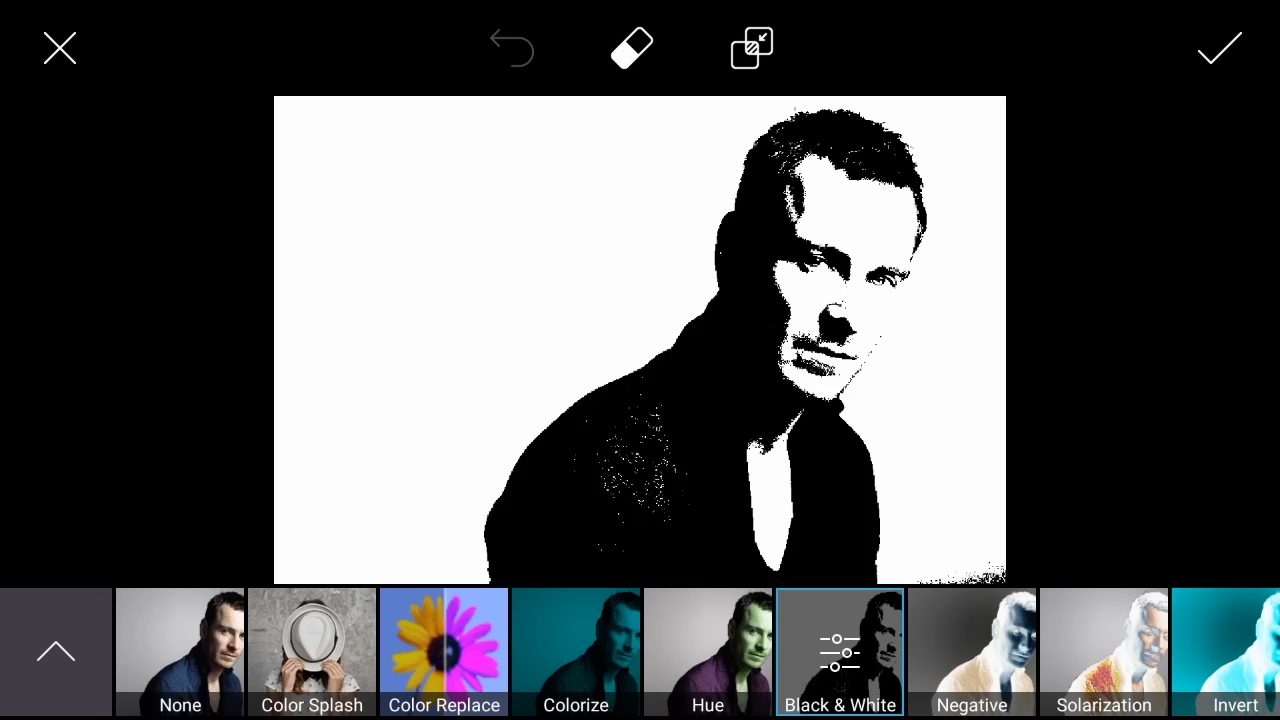 None
Color Splash
Color Replace
Colorize
Hue
Black & White
Negative
Solarization
Invert